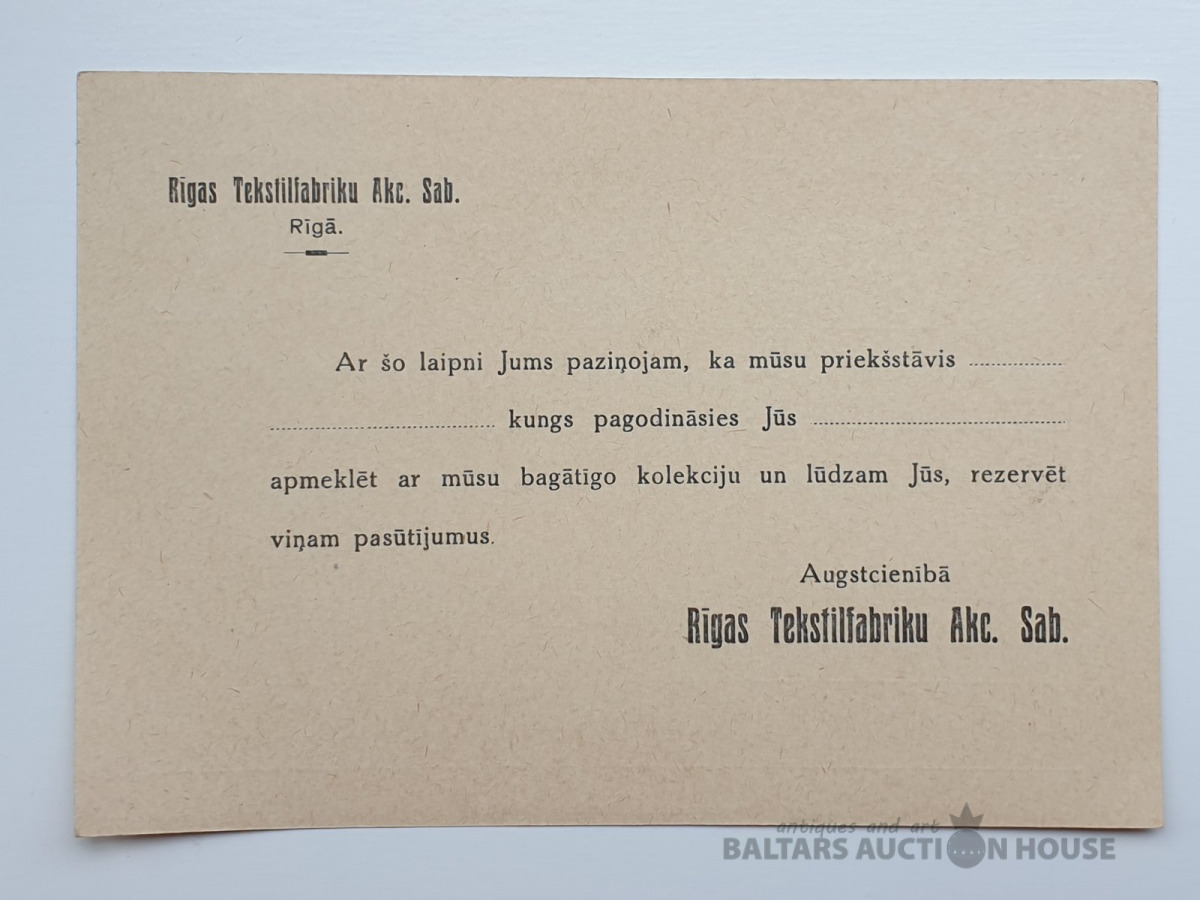 Rīgas Tekstilfabriku Akc. Sab.
Rīgā.
Ar šo laipni Jums paziņojam, ka mūsu priekšstāvis ....................
.......................................... kungs pagodināsies Jūs ................................................
apmeklēt ar mūsu bagātīgo kolekciju un lūdzam Jūs, rezervēt
viņam pasūtījumus.
Augstcienībā
Rīgas Tekstilfabriku Akc. Sab.
antiques and art
BALTARS AUCTION HOUSE